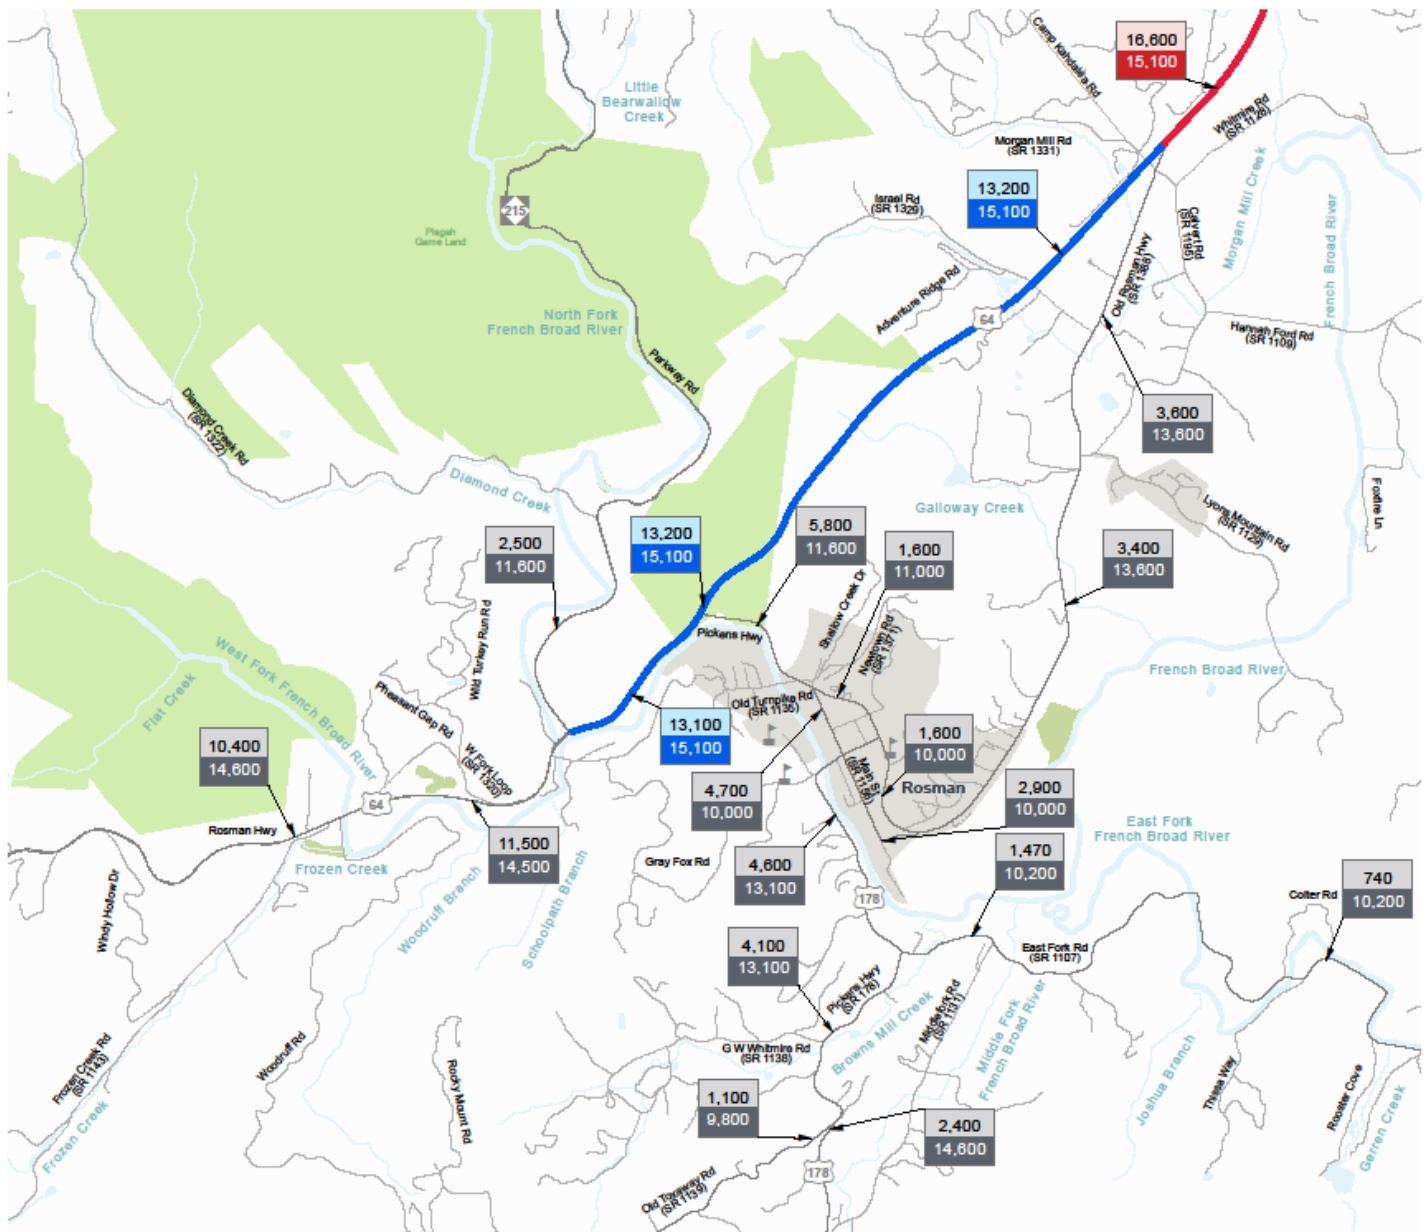 16,600
15,100
Camp Kahdalea Rd
Little
Bearwallow
Creek
Whitmire Rd
(SR 1128)
Morgan Mill Rd
(SR 1331)
13,200
15,100
Israel Rd
(SR 1329)
215
Pisgah
Game Land
Calvert Rd
(SR 1195)
Morgan Mill Creek
French Broad River
Old Rosman Hwy
(SR 1388)
Adventure Ridge Rd
64
North Fork
French Broad River
Hannah Ford Rd
(SR 1109)
Parkway Rd
Diamond Creek Rd
(SR 1322)
3,600
13,600
Diamond Creek
Galloway Creek
Foxfire Ln
Lyons Mountain Rd
(SR 1129)
2,500
11,600
13,200
15,100
5,800
11,600
1,600
11,000
3,400
13,600
Shallow Creek Dr
Newtown Rd
(SR 1371)
Pickens Hwy
Wild Turkey Run Rd
West Fork French Broad River
Flat Creek
Pheasant Gap Rd
French Broad River
Old Turnpike Rd
(SR 1135)
13,100
15,100
10,400
14,600
W Fork Loop
(SR 1320)
1,600
10,000
Main St
(SR 1156)
Rosman
4,700
10,000
2,900
10,000
64
Rosman Hwy
East Fork
French Broad River
11,500
14,500
Frozen Creek
Gray Fox Rd
4,600
13,100
1,470
10,200
740
10,200
Colter Rd
178
Windy Hollow Dr
Woodruff Branch
Schoolpath Branch
4,100
13,100
East Fork Rd
(SR 1107)
Pickens Hwy
(SR 178)
Middlefork Rd
(SR 1131)
Browns Mill Creek
Middle Fork
French Broad River
G W Whitmire Rd
(SR 1138)
Frozen Creek Rd
(SR 1143)
Woodruff Rd
Rocky Mount Rd
Joshua Branch
Thissa Way
Rooster Cove
Gerren Creek
1,100
9,800
2,400
14,600
Frozen Creek
Old Toxaway Rd
(SR 1139)
178